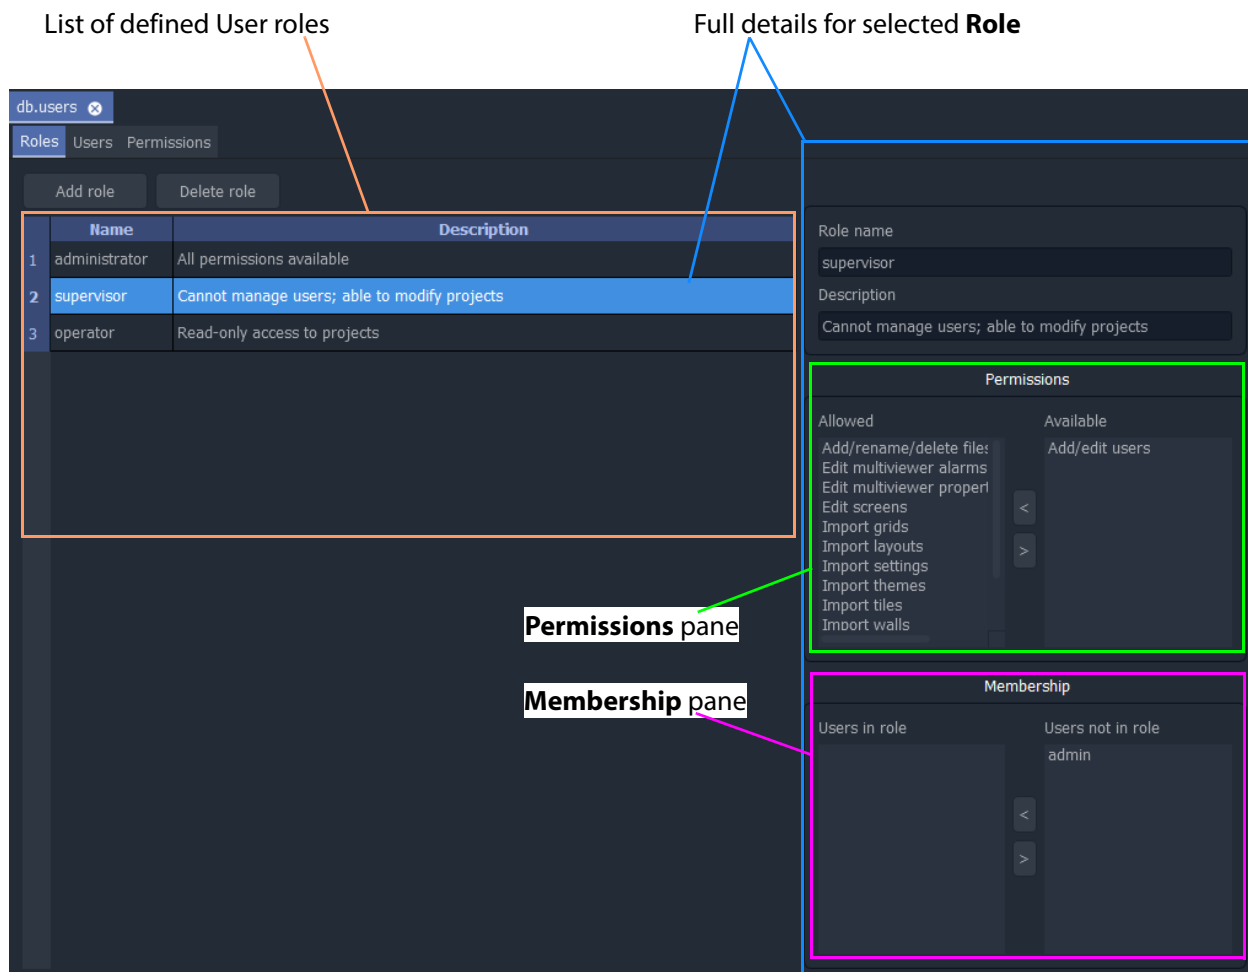 List of defined User roles
Full details for selected Role
db.users
Roles Users Permissions
Add role Delete role
Name Description
1 administrator All permissions available
2 supervisor Cannot manage users; able to modify projects
3 operator Read-only access to projects
Role name
supervisor
Description
Cannot manage users; able to modify projects
Permissions
Allowed
Add/rename/delete files
Edit multiviewer alarms
Edit multiviewer propert
Edit screens
Import grids
Import layouts
Import settings
Import themes
Import tiles
Import walls
<
>
Available
Add/edit users
Permissions pane
Membership pane
Membership
Users in role
<
>
Users not in role
admin